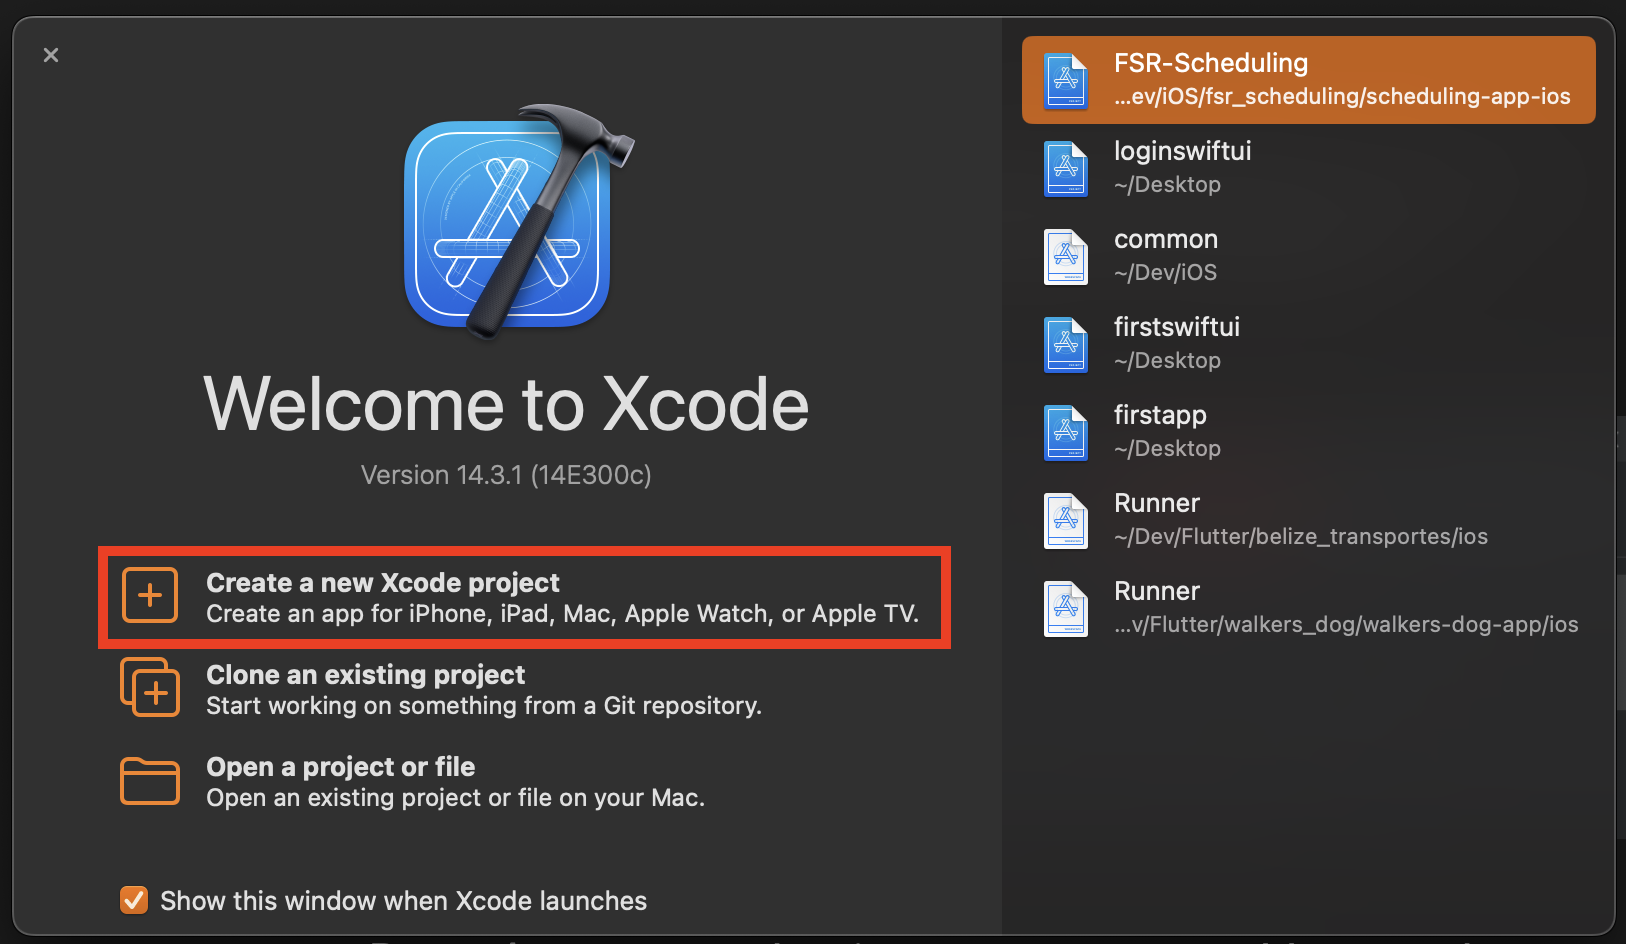 Welcome to Xcode
Version 14.3.1 (14E300c)
Create a new Xcode project
Create an app for iPhone, iPad, Mac, Apple Watch, or Apple TV.
Clone an existing project
Start working on something from a Git repository.
Open a project or file
Open an existing project or file on your Mac.
Show this window when Xcode launches
FSR-Scheduling
...ev/iOS/fsr_scheduling/scheduling-app-ios
loginswiftui
~/Desktop
common
~/Dev/iOS
firstswiftui
~/Desktop
firstapp
~/Desktop
Runner
~/Dev/Flutter/belize_transportes/ios
Runner
...v/Flutter/walkers_dog/walkers-dog-app/ios